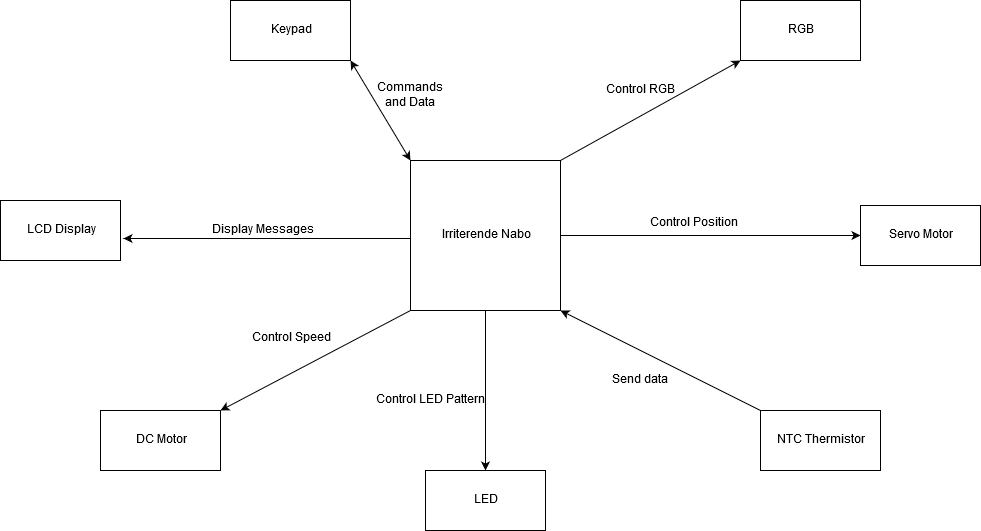 Keypad
RGB
Commands
and Data
Control RGB
LCD Display
Display Messages
Irriterende Nabo
Control Position
Servo Motor
Control Speed
Send data
Control LED Pattern
DC Motor
NTC Thermistor
LED